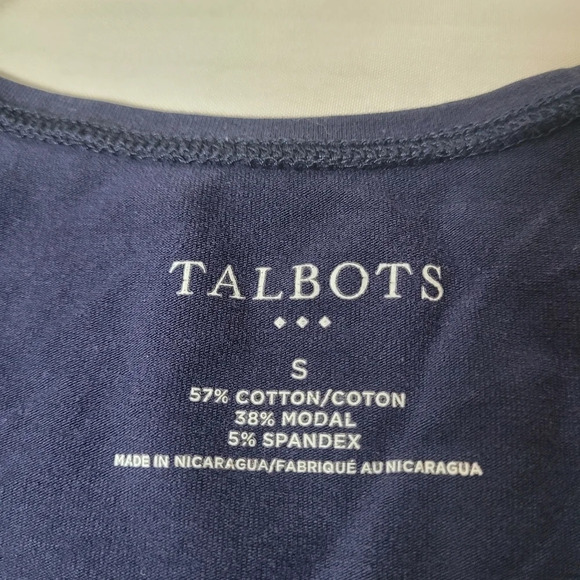 TALBOTS
S
57% COTTON/COTON
38% MODAL
5% SPANDEX
MADE IN NICARAGUA/FABRIQUÉ AU NICARAGUA